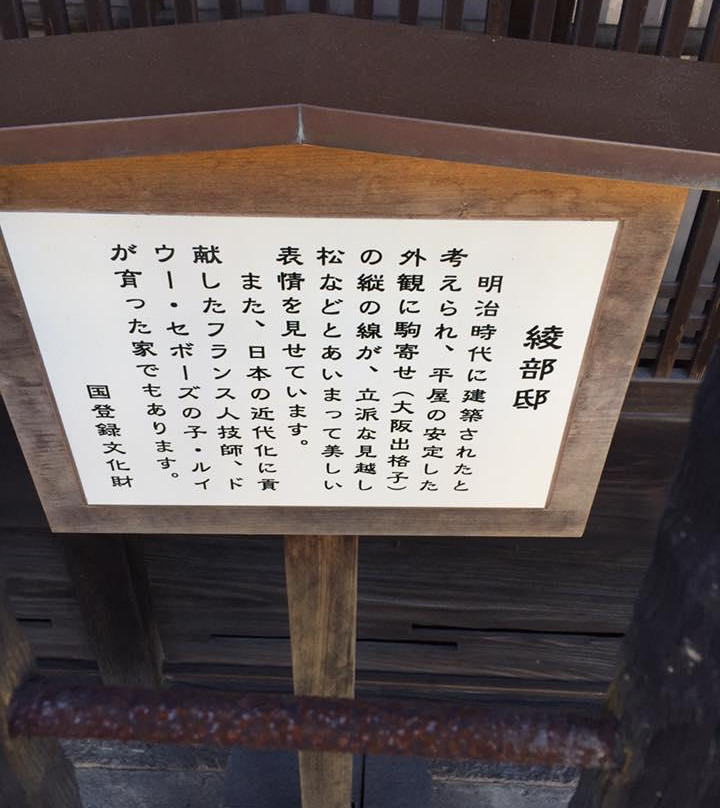 綾部邸
明治時代に建築されたと
考えられ、平屋の安定した
外観に駒寄せ（大阪出格子）
の縦の線が、立派な見越し
松などとあいまって美しい
表情を見せています。
また、日本の近代化に貢
献したフランス人技師、ド
ウー・セボーズの子・ルイ
が育った家でもあります。
国登録文化財